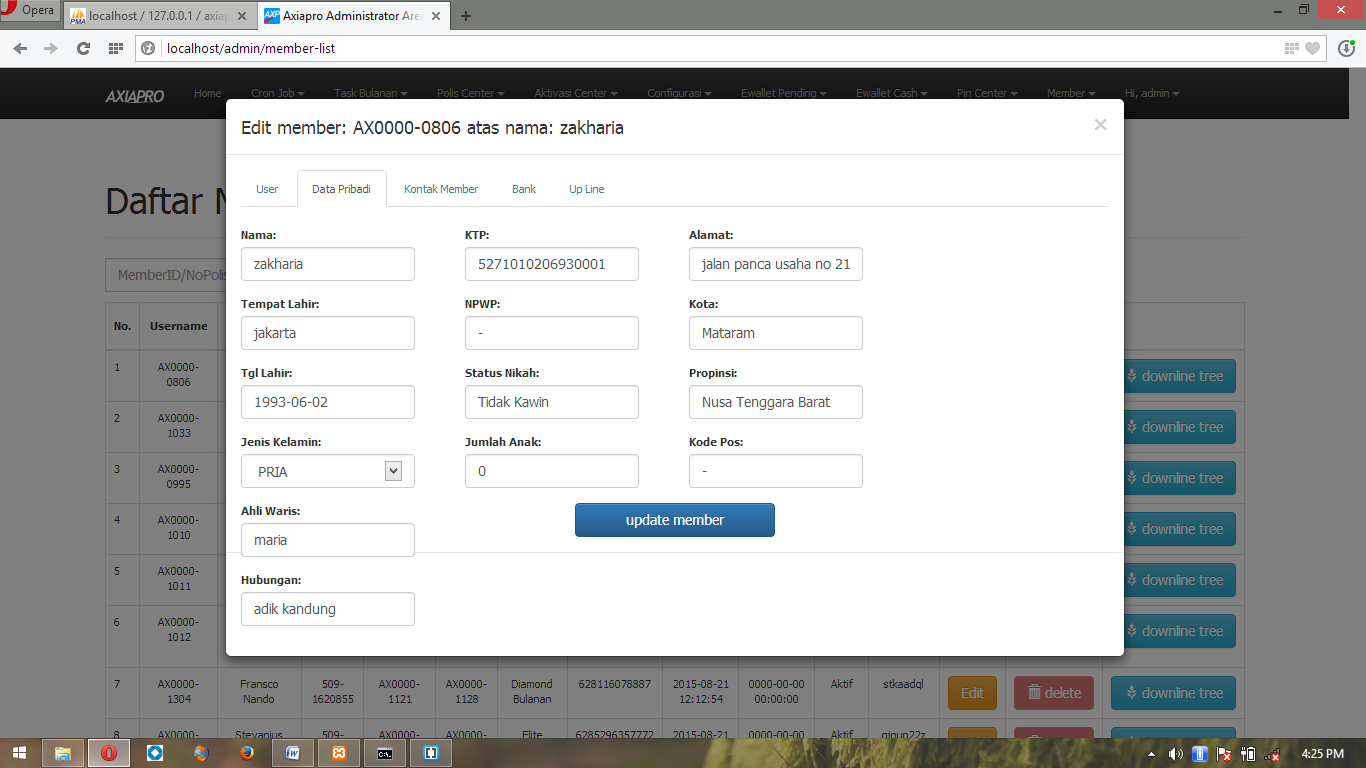 Opera
localhost / 127.0.0.1 / axiap
Axiapro Administrator Area
localhost/admin/member-list
AXIAPRO Home Cron Job Task Bulanan Polis Center Aktivasi Center Configurasi Ewallet Pending Ewallet Cash Pin Center Member Hi, admin
Edit member: AX0000-0806 atas nama: zakharia
User Data Pribadi Kontak Member Bank Up Line
Daftar
Nama: KTP: Alamat:
zakharia 5271010206930001 jalan panca usaha no 21
MemberID/NoPolis
Tempat Lahir: NPWP: Kota:
No. Username
jakarta - Mataram
Tgl Lahir: Status Nikah: Propinsi:
1 AX0000-
0806
downline tree
1993-06-02 Tidak Kawin Nusa Tenggara Barat
2 AX0000-
1033
downline tree
Jenis Kelamin: Jumlah Anak: Kode Pos:
PRIA 0 -
3 AX0000-
0995
downline tree
Ahli Waris:
update member
4 AX0000-
1010
downline tree
maria
5 AX0000-
1011
downline tree
Hubungan:
adik kandung
6 AX0000-
1012
downline tree
7 AX0000- Fransco 509- AX0000- AX0000- Diamond 628116078887 2015-08-21 0000-00-00 Aktif stkaadql
1304 Nando 1620855 1121 1128 Bulanan 12:12:54 00:00:00
Edit delete downline tree
8 AX0000- Stevanius 509- AX0000- AX0000- Elite 6285296357772 2015-08-21 0000-00-00 Aktif
4:25 PM